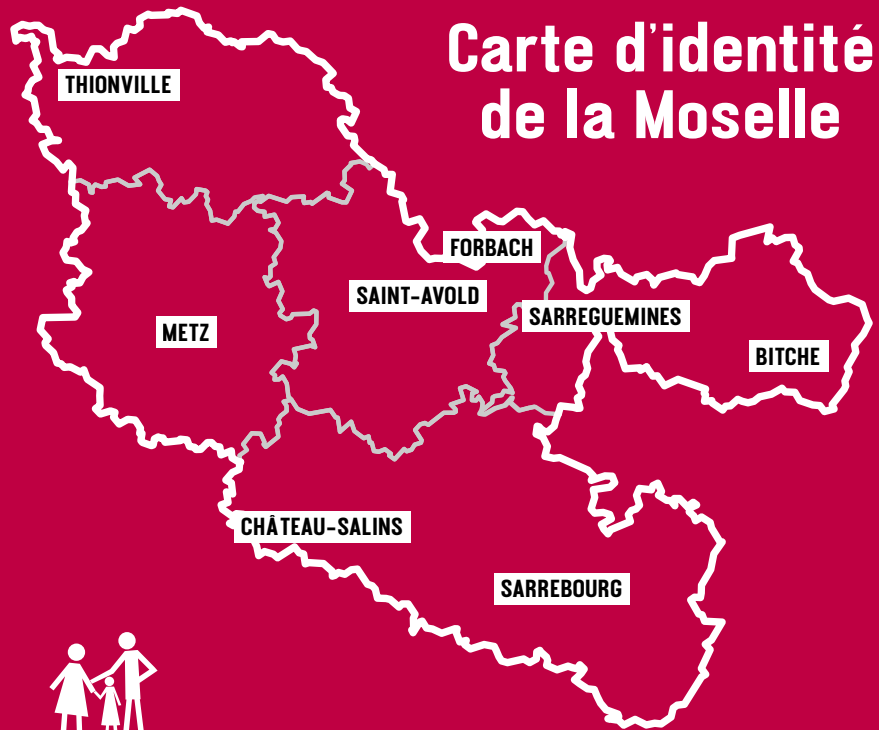 Carte d'identité
de la Moselle
THIONVILLE
FORBACH
SAINT-AVOLD
SARREGUEMINES
METZ
BITCHE
CHÂTEAU-SALINS
SARREBOURG